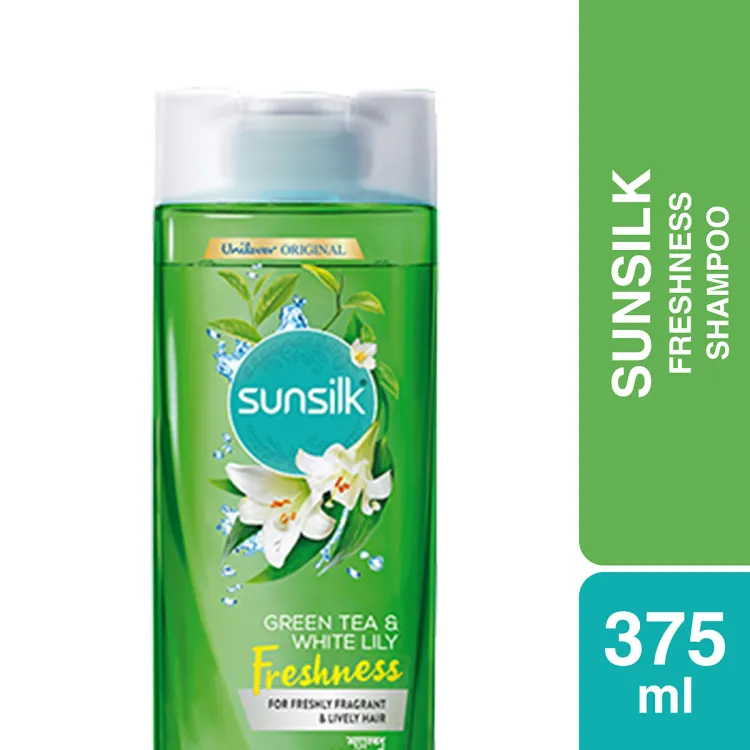 Unilever ORIGINAL
sunsilk
GREEN TEA &
WHITE LILY
Freshness
FOR FRESHLY FRAGRANT
& LIVELY HAIR
SUNSILK
FRESHNESS
SHAMPOO
375
ml